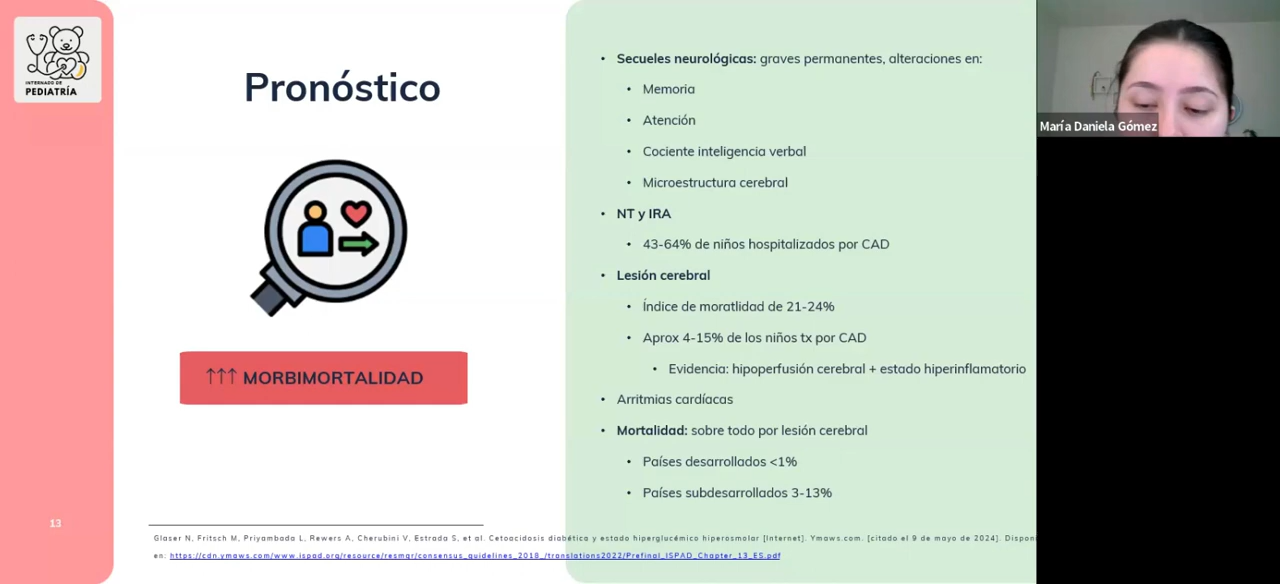 INTERNADO DE
PEDIATRÍA
Pronóstico
↑↑↑ MORBIMORTALIDAD
• Secueles neurológicas: graves permanentes, alteraciones en:
• Memoria
• Atención
• Cociente inteligencia verbal
• Microestructura cerebral
• NT y IRA
• 43-64% de niños hospitalizados por CAD
• Lesión cerebral
• Índice de moratlidad de 21-24%
• Aprox 4-15% de los niños tx por CAD
• Evidencia: hipoperfusión cerebral + estado hiperinflamatorio
• Arritmias cardíacas
• Mortalidad: sobre todo por lesión cerebral
• Países desarrollados <1%
• Países subdesarrollados 3-13%
María Daniela Gómez
13
Glaser N, Fritsch M, Priyambada L, Rewers A, Cherubini V, Estrada S, et al. Cetoacidosis diabética y estado hiperglucémico hiperosmolar [Internet]. Ymaws.com. [citado el 9 de mayo de 2024]. Dispon
en: https://cdn.ymaws.com/www.ispad.org/resource/resmgr/consensus_guidelines_2018_/translations2022/Prefinal_ISPAD_Chapter_13_ES.pdf